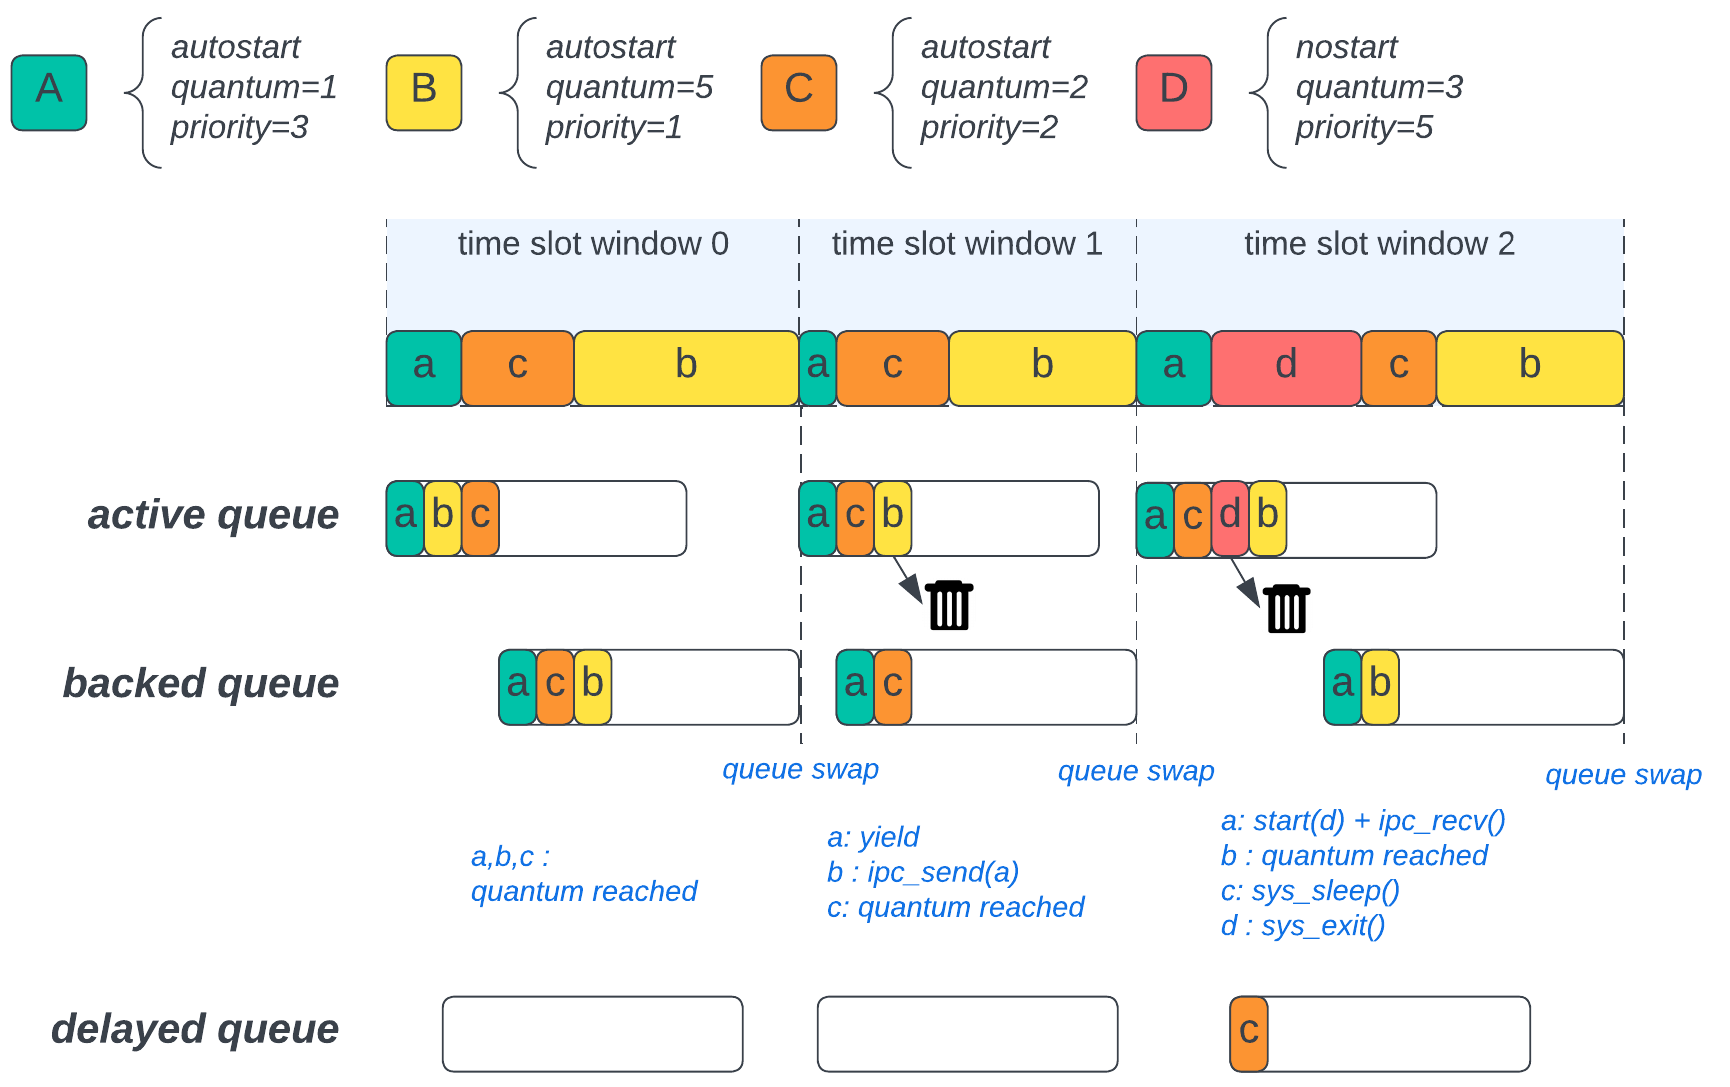 A
autostart
quantum=1
priority=3
B
autostart
quantum=5
priority=1
C
autostart
quantum=2
priority=2
D
nostart
quantum=3
priority=5
time slot window 0
time slot window 1
time slot window 2
a c b a c b a d c b
active queue
a b c
a c b
a c d b
backed queue
a c b
a c
a b
queue swap
queue swap
queue swap
a,b,c :
quantum reached
a: yield
b : ipc_send(a)
c: quantum reached
a: start(d) + ipc_recv()
b : quantum reached
c: sys_sleep()
d : sys_exit()
delayed queue
c